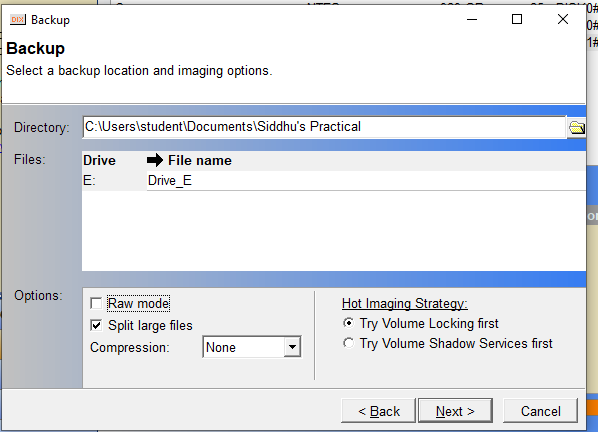 DIX Backup
Backup
Select a backup location and imaging options.
Directory: C:\Users\student\Documents\Siddhu's Practical
Files: Drive File name
E: Drive_E
Options: Raw mode
Split large files
Compression: None
Hot Imaging Strategy:
Try Volume Locking first
Try Volume Shadow Services first
< Back Next > Cancel